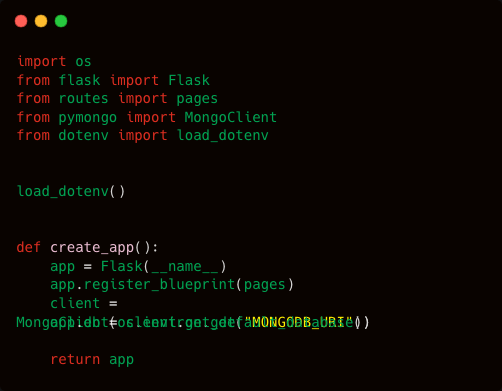 import os
from flask import Flask
from routes import pages
from pymongo import MongoClient
from dotenv import load_dotenv
load_dotenv()
def create_app():
app = Flask(__name__)
app.register_blueprint(pages)
client =
MongoClient(os.environ.get("MONGODB_URI"))
app.db = client.get_default_database()
return app